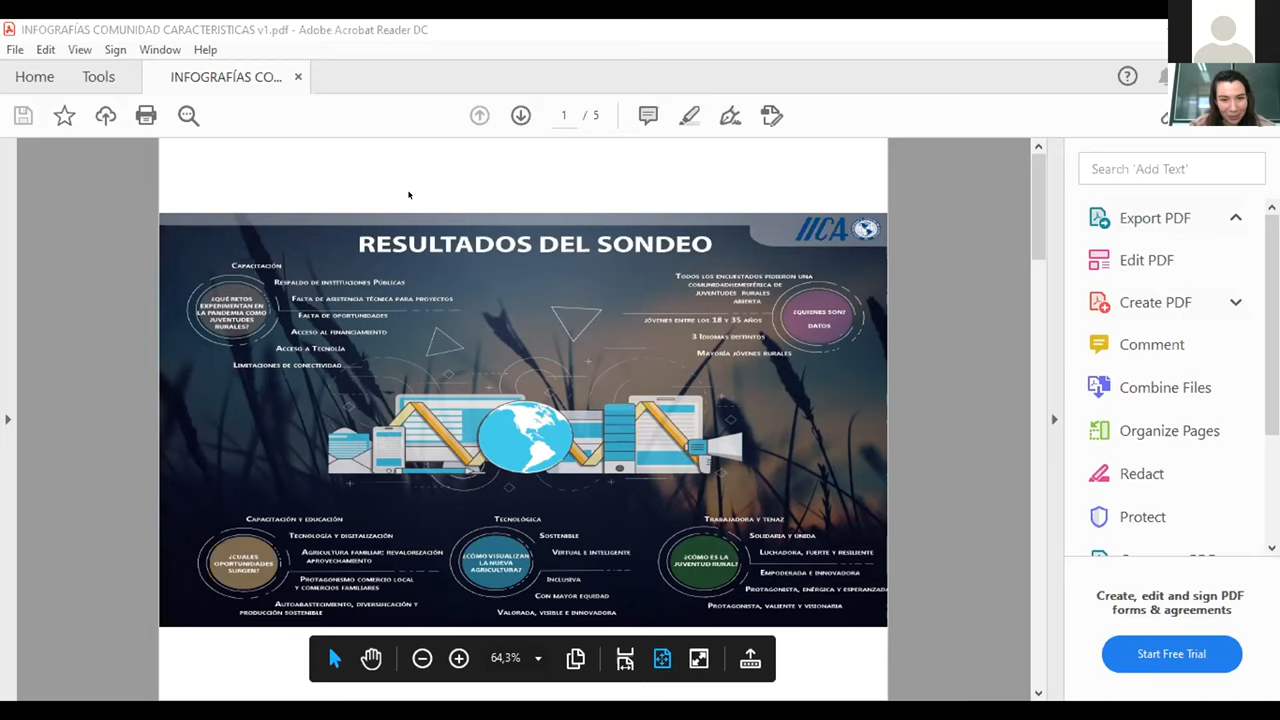 INFOGRAFÍAS COMUNIDAD CARACTERISTICAS v1.pdf - Adobe Acrobat Reader DC
File Edit View Sign Window Help
Home Tools INFOGRAFÍAS CO... ×
1 / 5
Search 'Add Text'
Export PDF
Edit PDF
Create PDF
Comment
Combine Files
Organize Pages
Redact
Protect
Create, edit and sign PDF
forms & agreements
Start Free Trial
IICA
RESULTADOS DEL SONDEO
¿QUÉ RETOS
EXPERIMENTAN EN
LA PANDEMIA COMO
JUVENTUDES
RURALES?
CAPACITACIÓN
RESPALDO DE INSTITUCIONES PÚBLICAS
FALTA DE ASISTENCIA TÉCNICA PARA PROYECTOS
FALTA DE OPORTUNIDADES
ACCESO AL FINANCIAMIENTO
ACCESO A TECNOLÍA
LIMITACIONES DE CONECTIVIDAD
TODOS LOS ENCUESTADOS PIDIERON UNA
COMUNIDADHEMISFÉRICA DE
JUVENTUDES RURALES
ABIERTA
JÓVENES ENTRE LOS 18 Y 35 AÑOS
3 IDIOMAS DISTINTOS
MAYORÍA JÓVENES RURALES
¿QUIENES SON?
DATOS
¿CUALES
OPORTUNIDADES
SURGEN?
CAPACITACIÓN Y EDUCACIÓN
TECNOLOGÍA Y DIGITALIZACIÓN
AGRICULTURA FAMILIAR: REVALORIZACIÓN
APROVECHAMIENTO
PROTAGONISMO COMERCIO LOCAL
Y COMERCIOS FAMILIARES
AUTOABASTECIMIENTO, DIVERSIFICACIÓN Y
PRODUCCIÓN SOSTENIBLE
¿CÓMO VISUALIZAN
LA NUEVA
AGRICULTURA?
TECNOLÓGICA
SOSTENIBLE
VIRTUAL E INTELIGENTE
INCLUSIVA
CON MAYOR EQUIDAD
VALORADA, VISIBLE E INNOVADORA
¿CÓMO ES LA
JUVENTUD RURAL?
TRABAJADORA Y TENAZ
SOLIDARIA Y UNIDA
LUCHADORA, FUERTE Y RESILIENTE
EMPODERADA E INNOVADORA
PROTAGONISTA, ENÉRGICA Y ESPERANZADA
PROTAGONISTA, VALIENTE Y VISIONARIA
64,3%